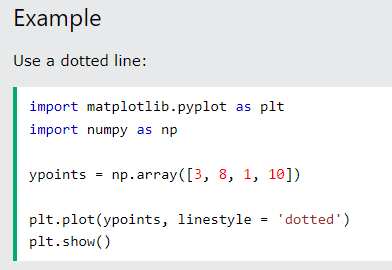 Example
Use a dotted line:
import matplotlib.pyplot as plt
import numpy as np
ypoints = np.array([3, 8, 1, 10])
plt.plot(ypoints, linestyle = 'dotted')
plt.show()